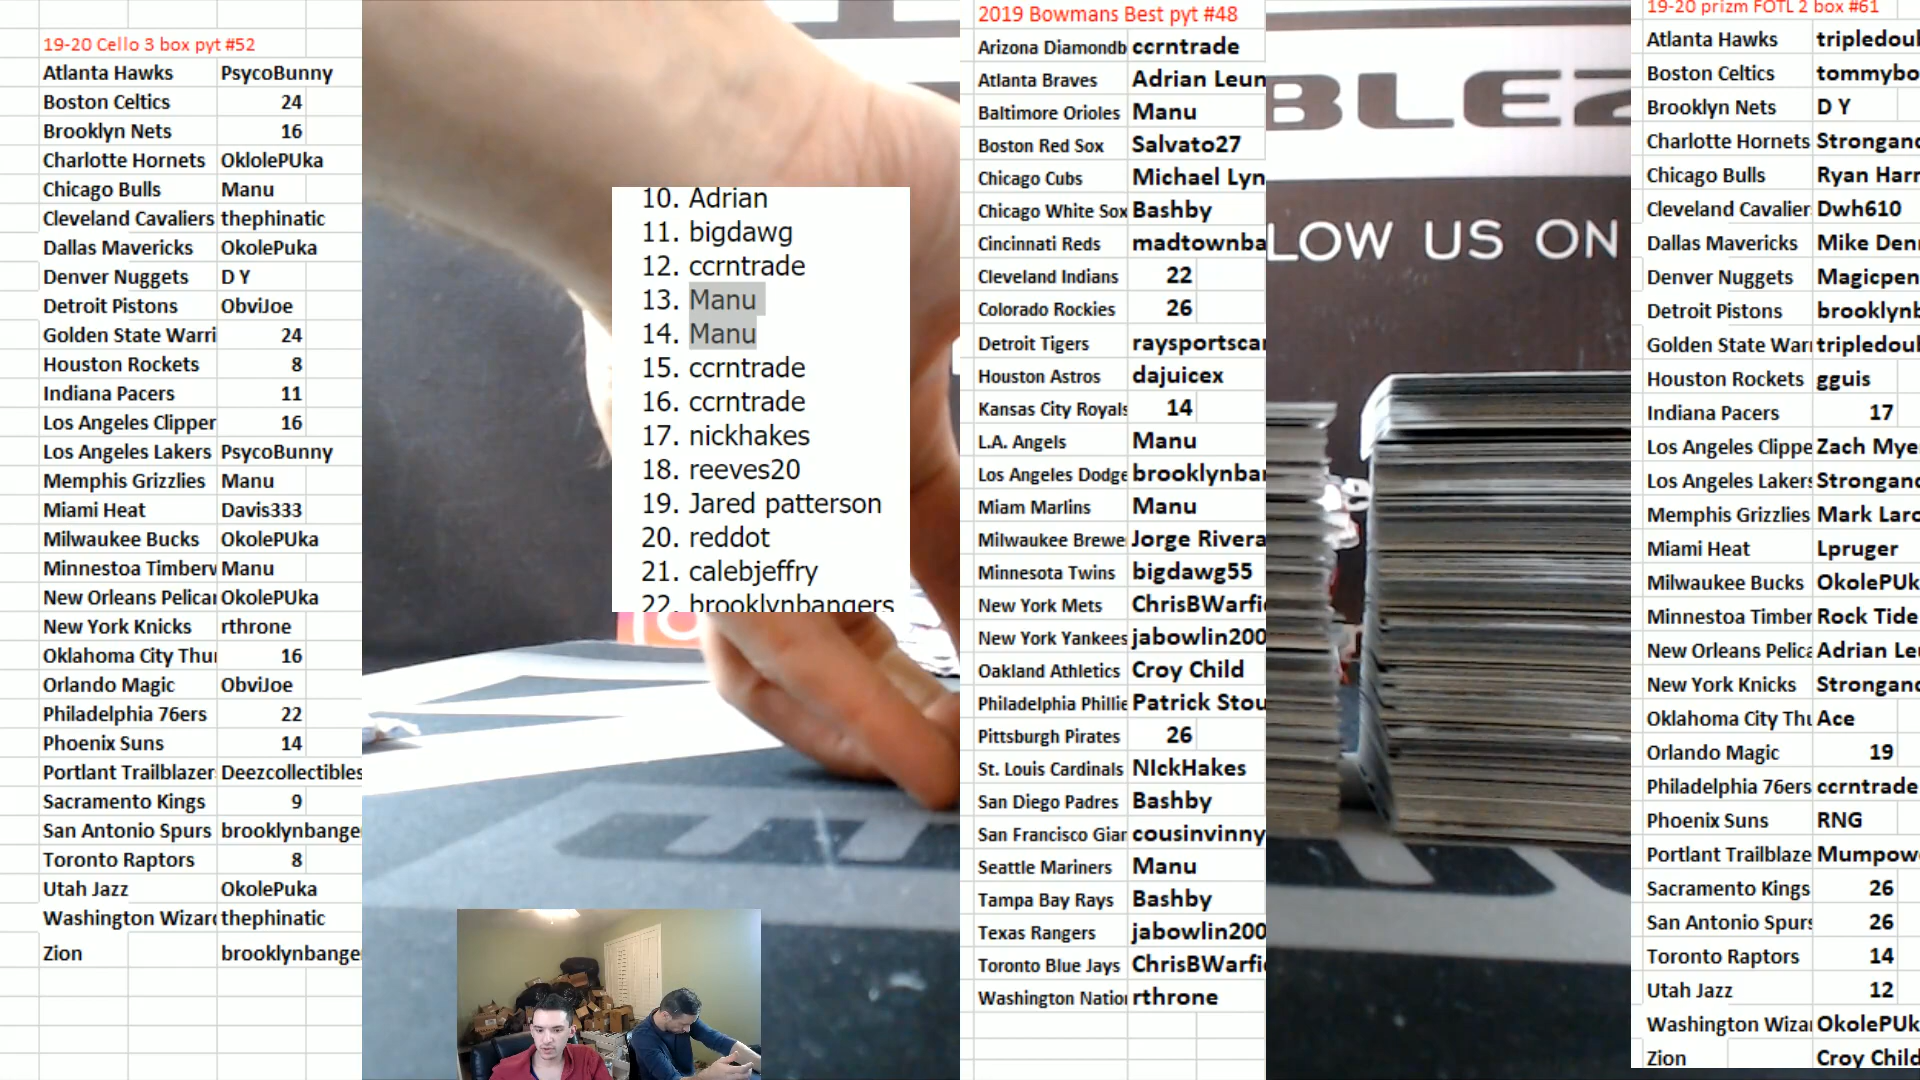 19-20 Cello 3 box pyt #52
Atlanta Hawks PsycoBunny
Boston Celtics 24
Brooklyn Nets 16
Charlotte Hornets OklolePUka
Chicago Bulls Manu
Cleveland Cavaliers thephinatic
Dallas Mavericks OkolePuka
Denver Nuggets D Y
Detroit Pistons ObviJoe
Golden State Warri 24
Houston Rockets 8
Indiana Pacers 11
Los Angeles Clipper 16
Los Angeles Lakers PsycoBunny
Memphis Grizzlies Manu
Miami Heat Davis333
Milwaukee Bucks OkolePUka
Minnestoa Timberw Manu
New Orleans Pelican OkolePUka
New York Knicks rthrone
Oklahoma City Thu 16
Orlando Magic ObviJoe
Philadelphia 76ers 22
Phoenix Suns 14
Portlant Trailblazer Deezcollectibles
Sacramento Kings 9
San Antonio Spurs brooklynbange
Toronto Raptors 8
Utah Jazz OkolePuka
Washington Wizard thephinatic
Zion brooklynbange
10. Adrian
11. bigdawg
12. ccrntrade
13. Manu
14. Manu
15. ccrntrade
16. ccrntrade
17. nickhakes
18. reeves20
19. Jared patterson
20. reddot
21. calebjeffry
22. brooklynbangers
2019 Bowmans Best pyt #48
Arizona Diamondb ccrntrade
Atlanta Braves Adrian Leun
Baltimore Orioles Manu
Boston Red Sox Salvato27
Chicago Cubs Michael Lyn
Chicago White Sox Bashby
Cincinnati Reds madtownba
Cleveland Indians 22
Colorado Rockies 26
Detroit Tigers raysportscar
Houston Astros dajuicex
Kansas City Royals 14
L.A. Angels Manu
Los Angeles Dodge brooklynban
Miam Marlins Manu
Milwaukee Brewe Jorge Rivera
Minnesota Twins bigdawg55
New York Mets ChrisBWarfi
New York Yankees jabowlin200
Oakland Athletics Croy Child
Philadelphia Phillie Patrick Stou
Pittsburgh Pirates 26
St. Louis Cardinals NIckHakes
San Diego Padres Bashby
San Francisco Gian cousinvinny
Seattle Mariners Manu
Tampa Bay Rays Bashby
Texas Rangers jabowlin200
Toronto Blue Jays ChrisBWarfi
Washington Nation rthrone
BLEZ
LOW US ON
19-20 prizm FOTL 2 box #61
Atlanta Hawks tripledoul
Boston Celtics tommybo
Brooklyn Nets D Y
Charlotte Hornets Strongand
Chicago Bulls Ryan Harr
Cleveland Cavalier Dwh610
Dallas Mavericks Mike Denn
Denver Nuggets Magicpen
Detroit Pistons brooklynb
Golden State Warr tripledoul
Houston Rockets gguis
Indiana Pacers 17
Los Angeles Clippe Zach Mye
Los Angeles Lakers Strongand
Memphis Grizzlies Mark Laro
Miami Heat Lpruger
Milwaukee Bucks OkolePUk
Minnestoa Timber Rock Tide
New Orleans Pelica Adrian Leu
New York Knicks Strongand
Oklahoma City Thu Ace
Orlando Magic 19
Philadelphia 76ers ccrntrade
Phoenix Suns RNG
Portlant Trailblaze Mumpow
Sacramento Kings 26
San Antonio Spurs 26
Toronto Raptors 14
Utah Jazz 12
Washington Wizar OkolePUk
Zion Croy Child